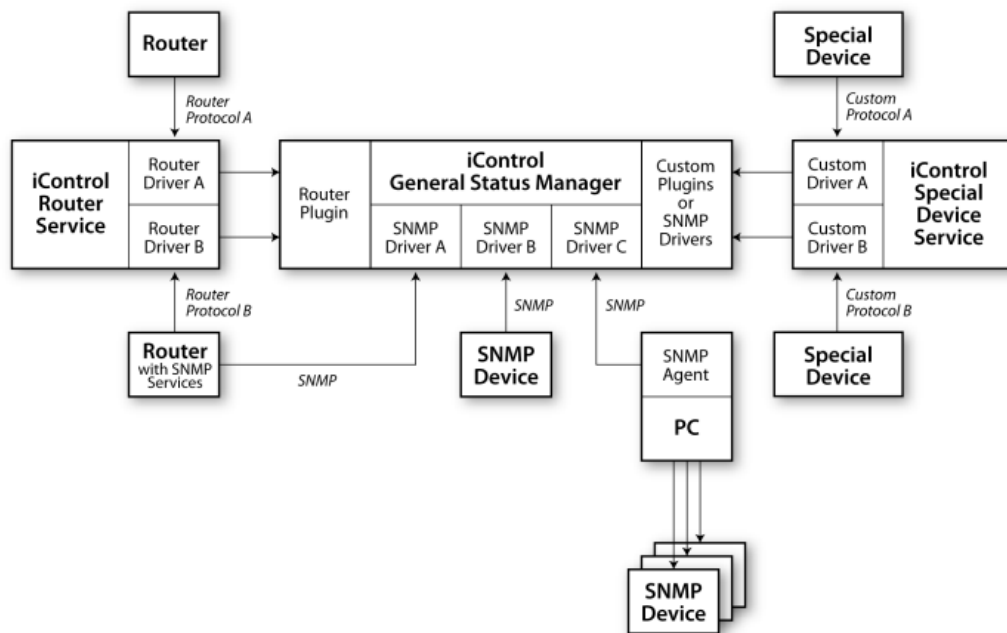 Router
Special
Device
Router
Protocol A
Custom
Protocol A
iControl
Router
Service
Router
Driver A
Router
Driver B
Router
Plugin
iControl
General Status Manager
SNMP
Driver A
SNMP
Driver B
SNMP
Driver C
Custom
Plugins
or
SNMP
Drivers
Custom
Driver A
Custom
Driver B
iControl
Special
Device
Service
Router
Protocol B
SNMP
SNMP
Custom
Protocol B
Router
with SNMP
Services
SNMP
SNMP
Device
SNMP
Agent
PC
Special
Device
SNMP
Device